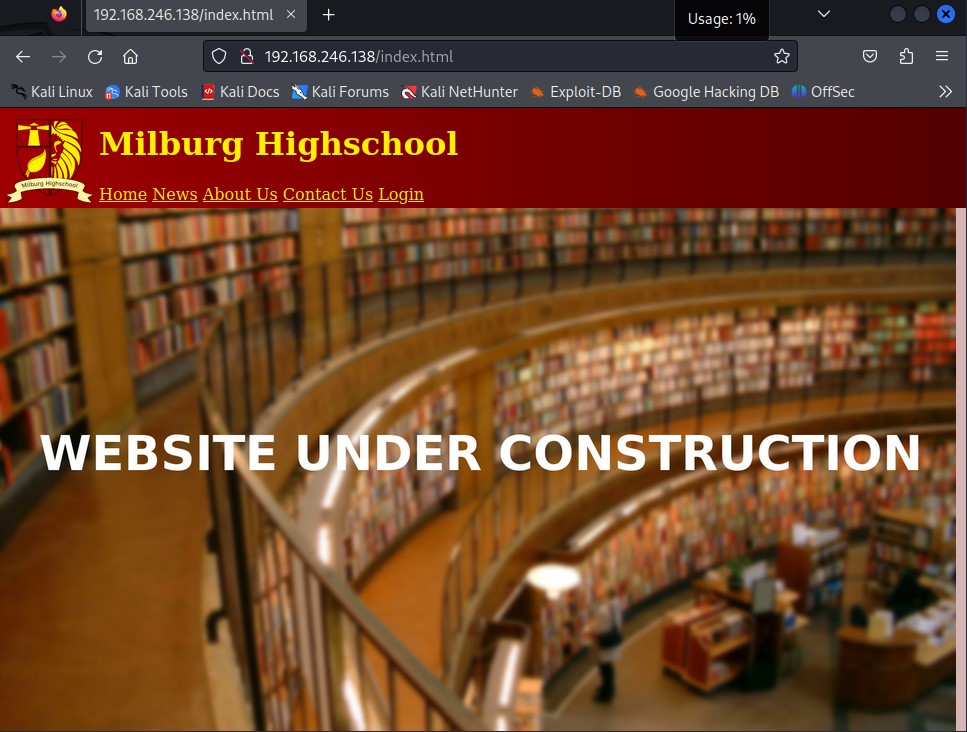 192.168.246.138/index.html
Usage: 1%
192.168.246.138/index.html
Kali Linux Kali Tools Kali Docs Kali Forums Kali NetHunter Exploit-DB Google Hacking DB OffSec
Milburg Highschool
Milburg Highschool
Home News About Us Contact Us Login
WEBSITE UNDER CONSTRUCTION